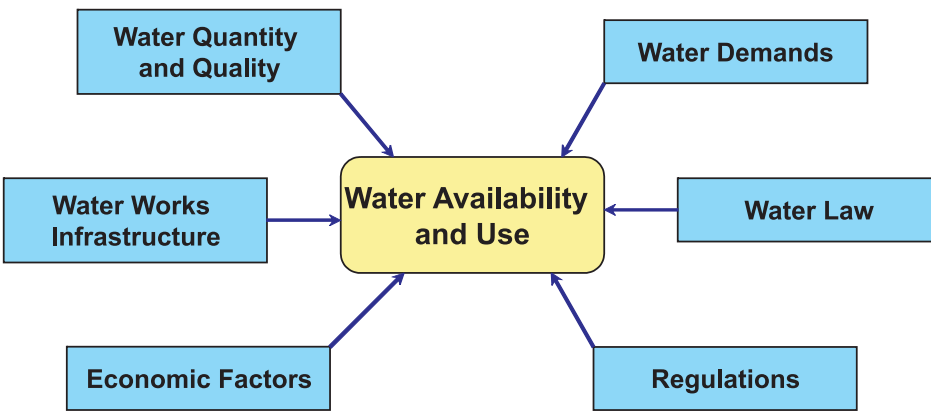 Water Quantity
and Quality
Water Demands
Water Availability
and Use
Water Works
Infrastructure
Water Law
Economic Factors
Regulations